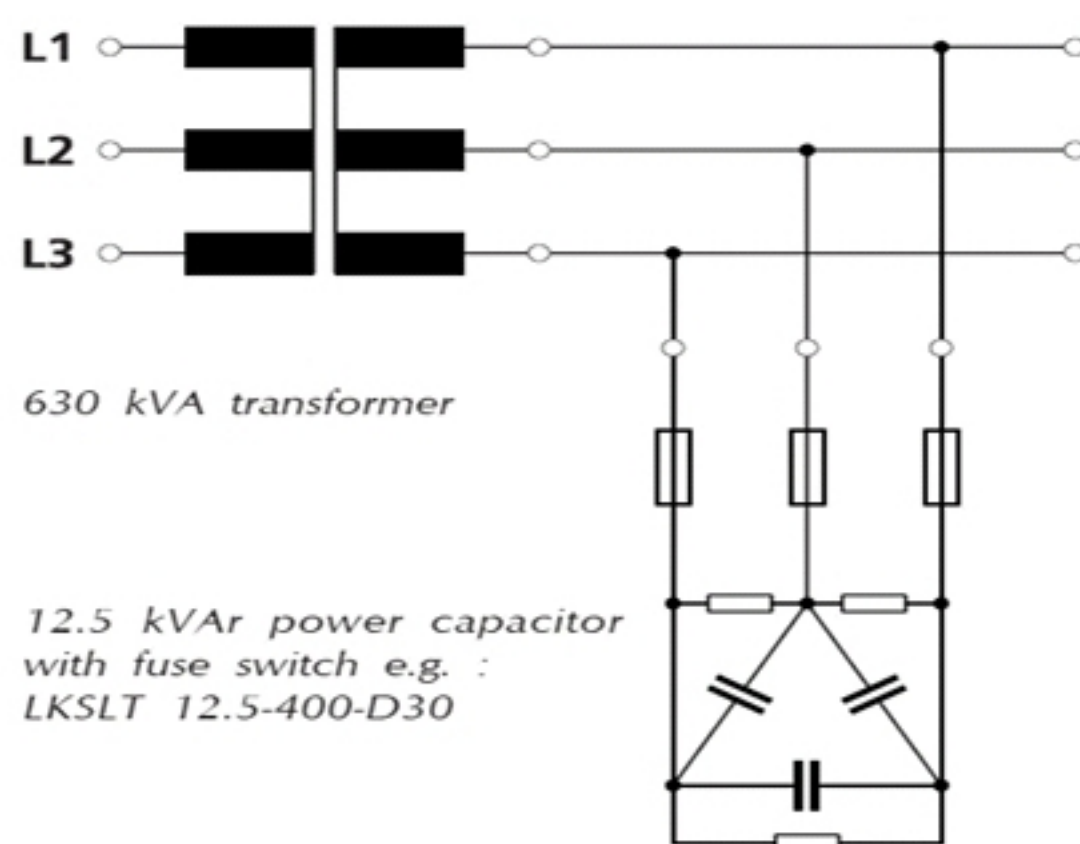 L1
L2
L3
630 kVA transformer
12.5 kVAr power capacitor
with fuse switch e.g. :
LKSLT 12.5-400-D30